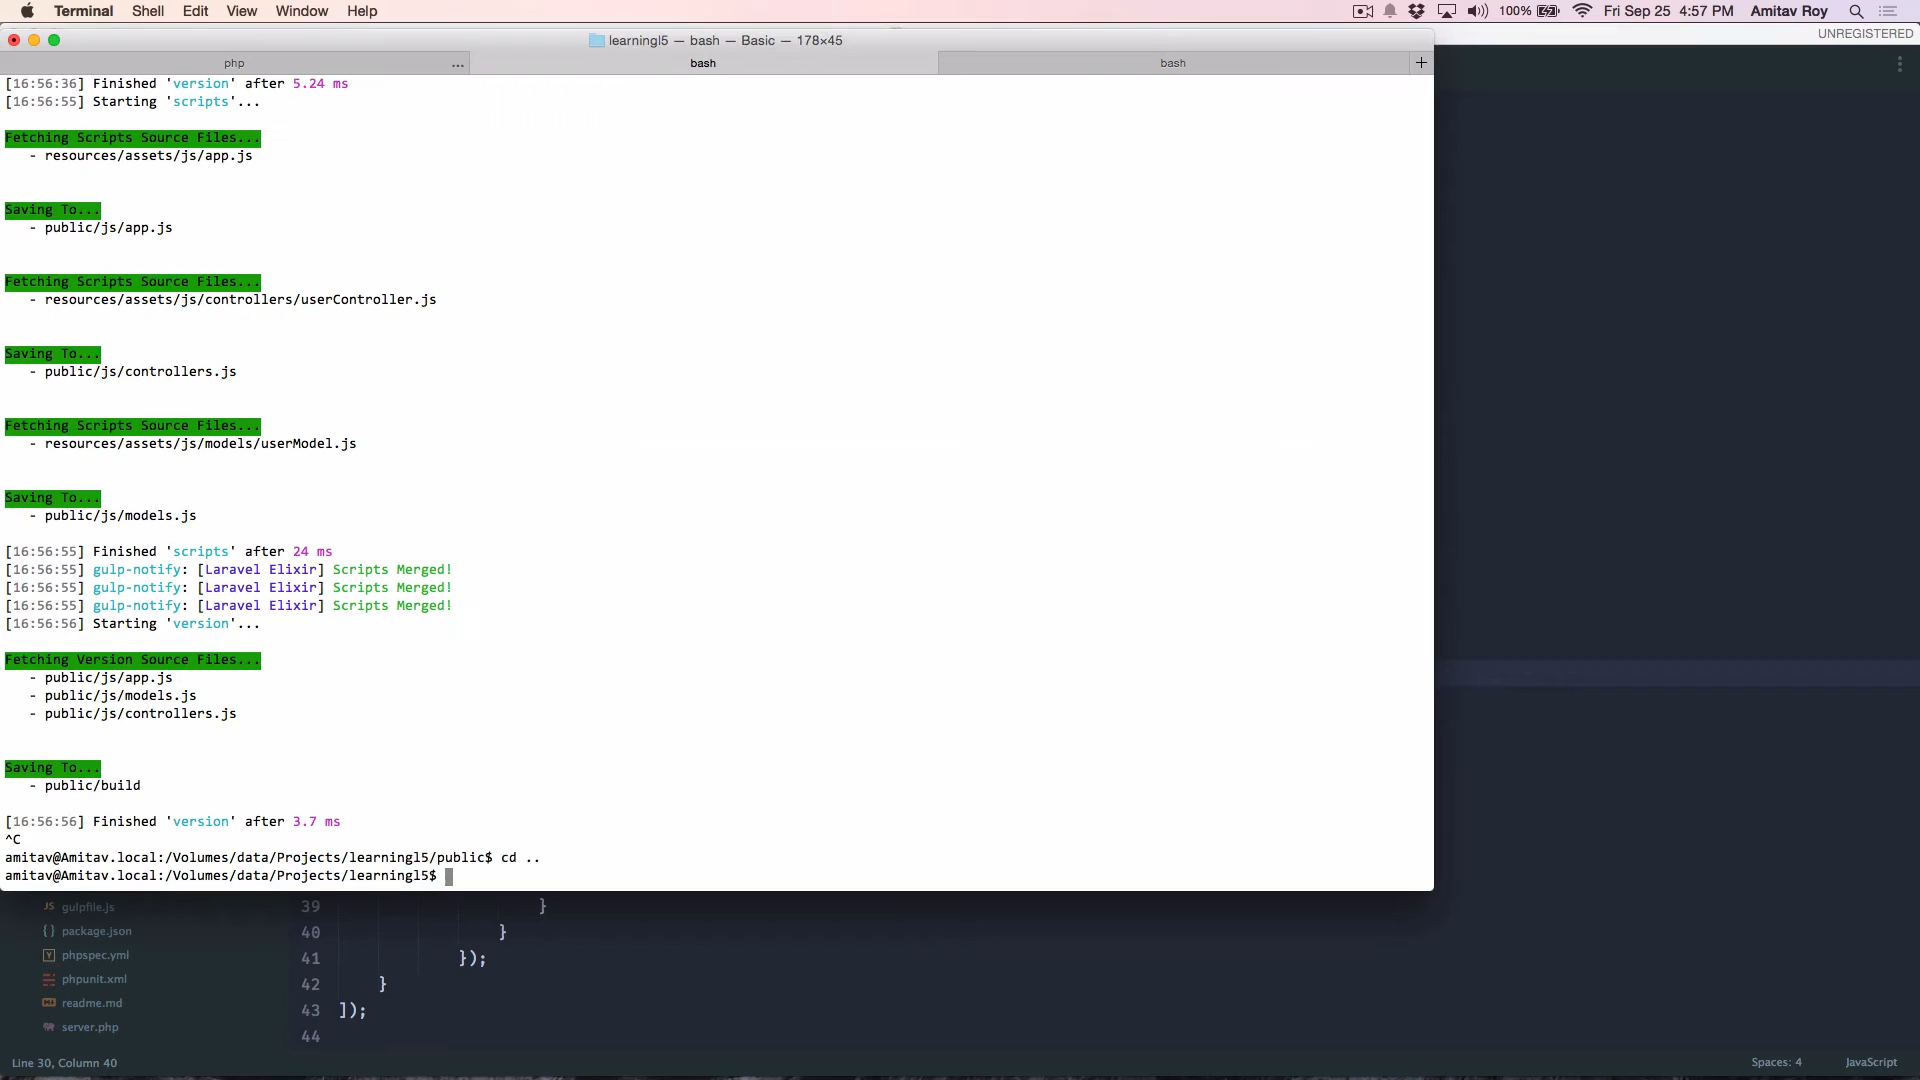 Terminal Shell Edit View Window Help 100% Fri Sep 25 4:57 PM Amitav Roy
UNREGISTERED
learningl5 — bash — Basic — 178×45
php ... bash bash +
[16:56:36] Finished 'version' after 5.24 ms
[16:56:55] Starting 'scripts'...
Fetching Scripts Source Files...
- resources/assets/js/app.js
Saving To...
- public/js/app.js
Fetching Scripts Source Files...
- resources/assets/js/controllers/userController.js
Saving To...
- public/js/controllers.js
Fetching Scripts Source Files...
- resources/assets/js/models/userModel.js
Saving To...
- public/js/models.js
[16:56:55] Finished 'scripts' after 24 ms
[16:56:55] gulp-notify: [Laravel Elixir] Scripts Merged!
[16:56:55] gulp-notify: [Laravel Elixir] Scripts Merged!
[16:56:55] gulp-notify: [Laravel Elixir] Scripts Merged!
[16:56:56] Starting 'version'...
Fetching Version Source Files...
- public/js/app.js
- public/js/models.js
- public/js/controllers.js
Saving To...
- public/build
[16:56:56] Finished 'version' after 3.7 ms
^C
amitav@Amitav.local:/Volumes/data/Projects/learningl5/public$ cd ..
amitav@Amitav.local:/Volumes/data/Projects/learningl5$
JS gulpfile.js
{} package.json
Y phpspec.yml
phpunit.xml
readme.md
server.php
39 }
40 }
41 });
42 }
43 ]);
44
Line 30, Column 40 Spaces: 4 JavaScript